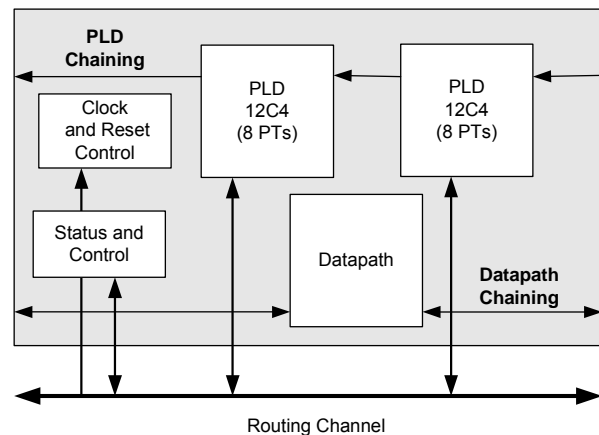 PLD
Chaining
PLD
12C4
(8 PTs)
PLD
12C4
(8 PTs)
Clock
and Reset
Control
Status and
Control
Datapath
Datapath
Chaining
Routing Channel